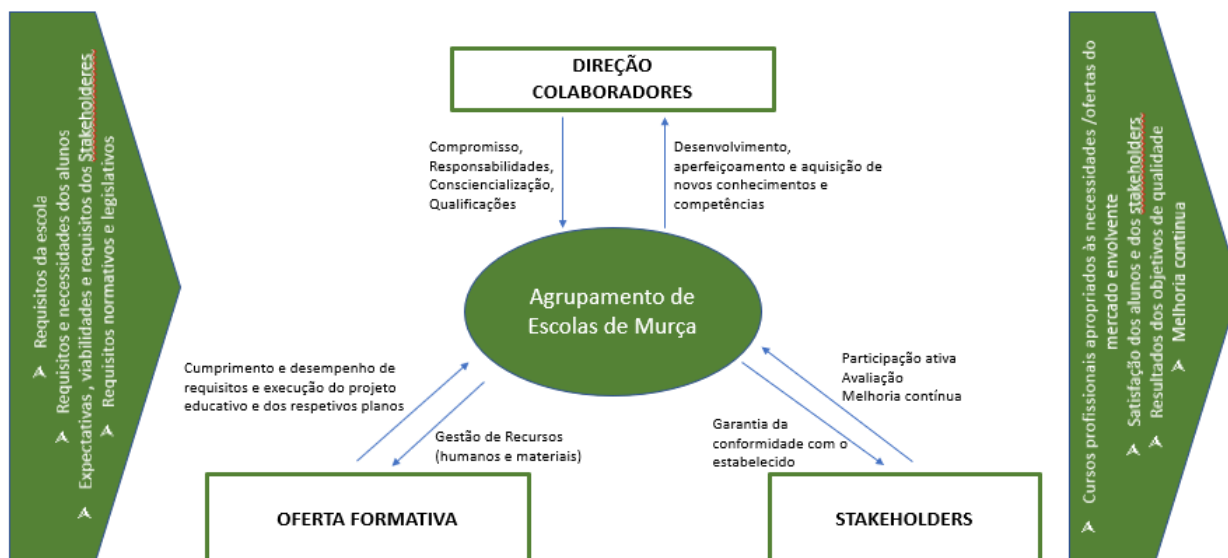 Requisitos da escola
Requisitos e necessidades dos alunos
Expectativas , viabilidades e requisitos dos Stakeholderes
Requisitos normativos e legislativos
DIREÇÃO
COLABORADORES
Compromisso,
Responsabilidades,
Consciencialização,
Qualificações
Desenvolvimento,
aperfeiçoamento e aquisição de
novos conhecimentos e
competências
Agrupamento de
Escolas de Murça
Cumprimento e desempenho de
requisitos e execução do projeto
educativo e dos respetivos planos
Gestão de Recursos
(humanos e materiais)
Participação ativa
Avaliação
Melhoria contínua
Garantia da
conformidade com o
estabelecido
OFERTA FORMATIVA
STAKEHOLDERS
Cursos profissionais apropriados às necessidades /ofertas do
mercado envolvente
Satisfação dos alunos e dos stakeholders
Resultados dos objetivos de qualidade
Melhoria continua